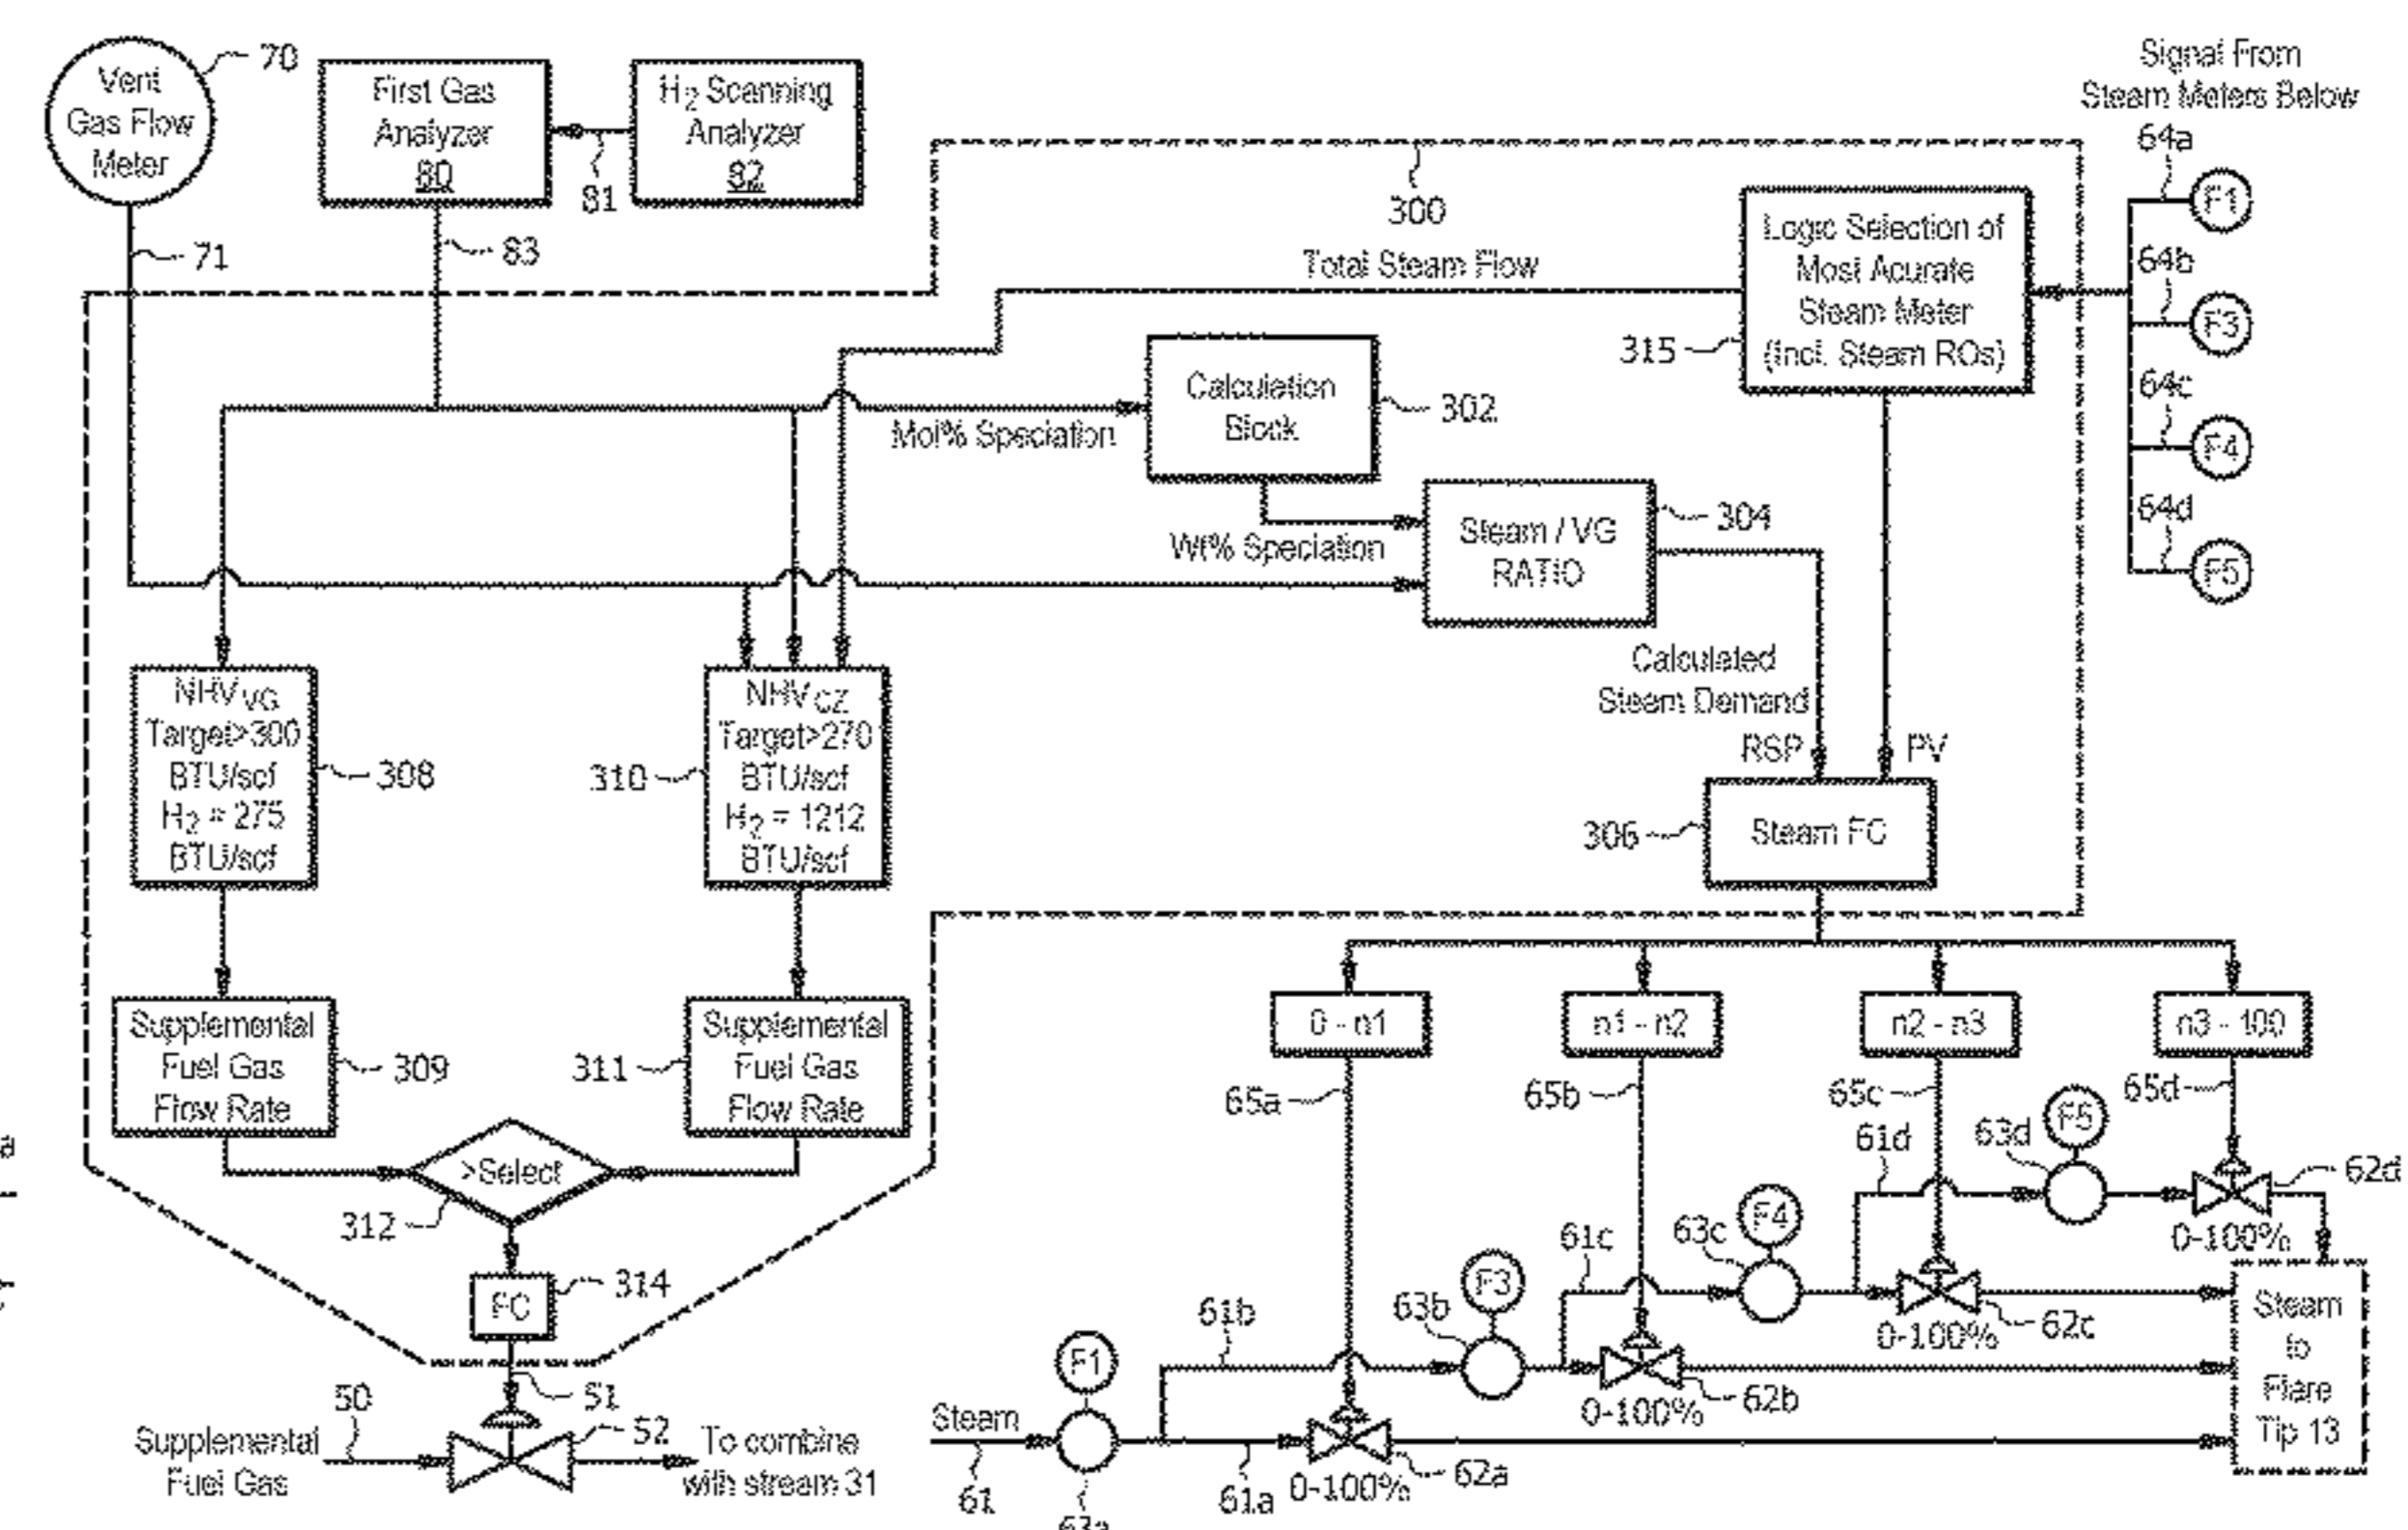 Vent
Gas Flow
Meter
70
71
First Gas
Analyzer
80
81
H2 Scanning
Analyzer
82
83
300
Signal From
Steam Meters Below
64a
F1
64b
F3
64c
F4
64d
F5
Logic Selection of
Most Acurate
Steam Meter
(Incl. Steam ROs)
315
Total Steam Flow
Calculation
Block
302
Mol% Speciation
Wt% Speciation
Steam / VG
RATIO
304
Calculated
Steam Demand
RSP
PV
Steam FC
306
NHVVG
Target>300
BTU/scf
H2 = 275
BTU/scf
308
NHVCZ
Target>270
BTU/scf
H2 = 1212
BTU/scf
310
Supplemental
Fuel Gas
Flow Rate
309
Supplemental
Fuel Gas
Flow Rate
311
>Select
312
FC
314
51
50
Supplemental
Fuel Gas
52
To combine
with stream 31
0 - n1
n1 - n2
n2 - n3
n3 - 100
65a
65b
65c
65d
61d
63d
F5
62d
0-100%
61c
63c
F4
62c
0-100%
61b
63b
F3
62b
0-100%
Steam
61
F1
63a
61a
62a
0-100%
Steam
to
Flare
Tip 13
a